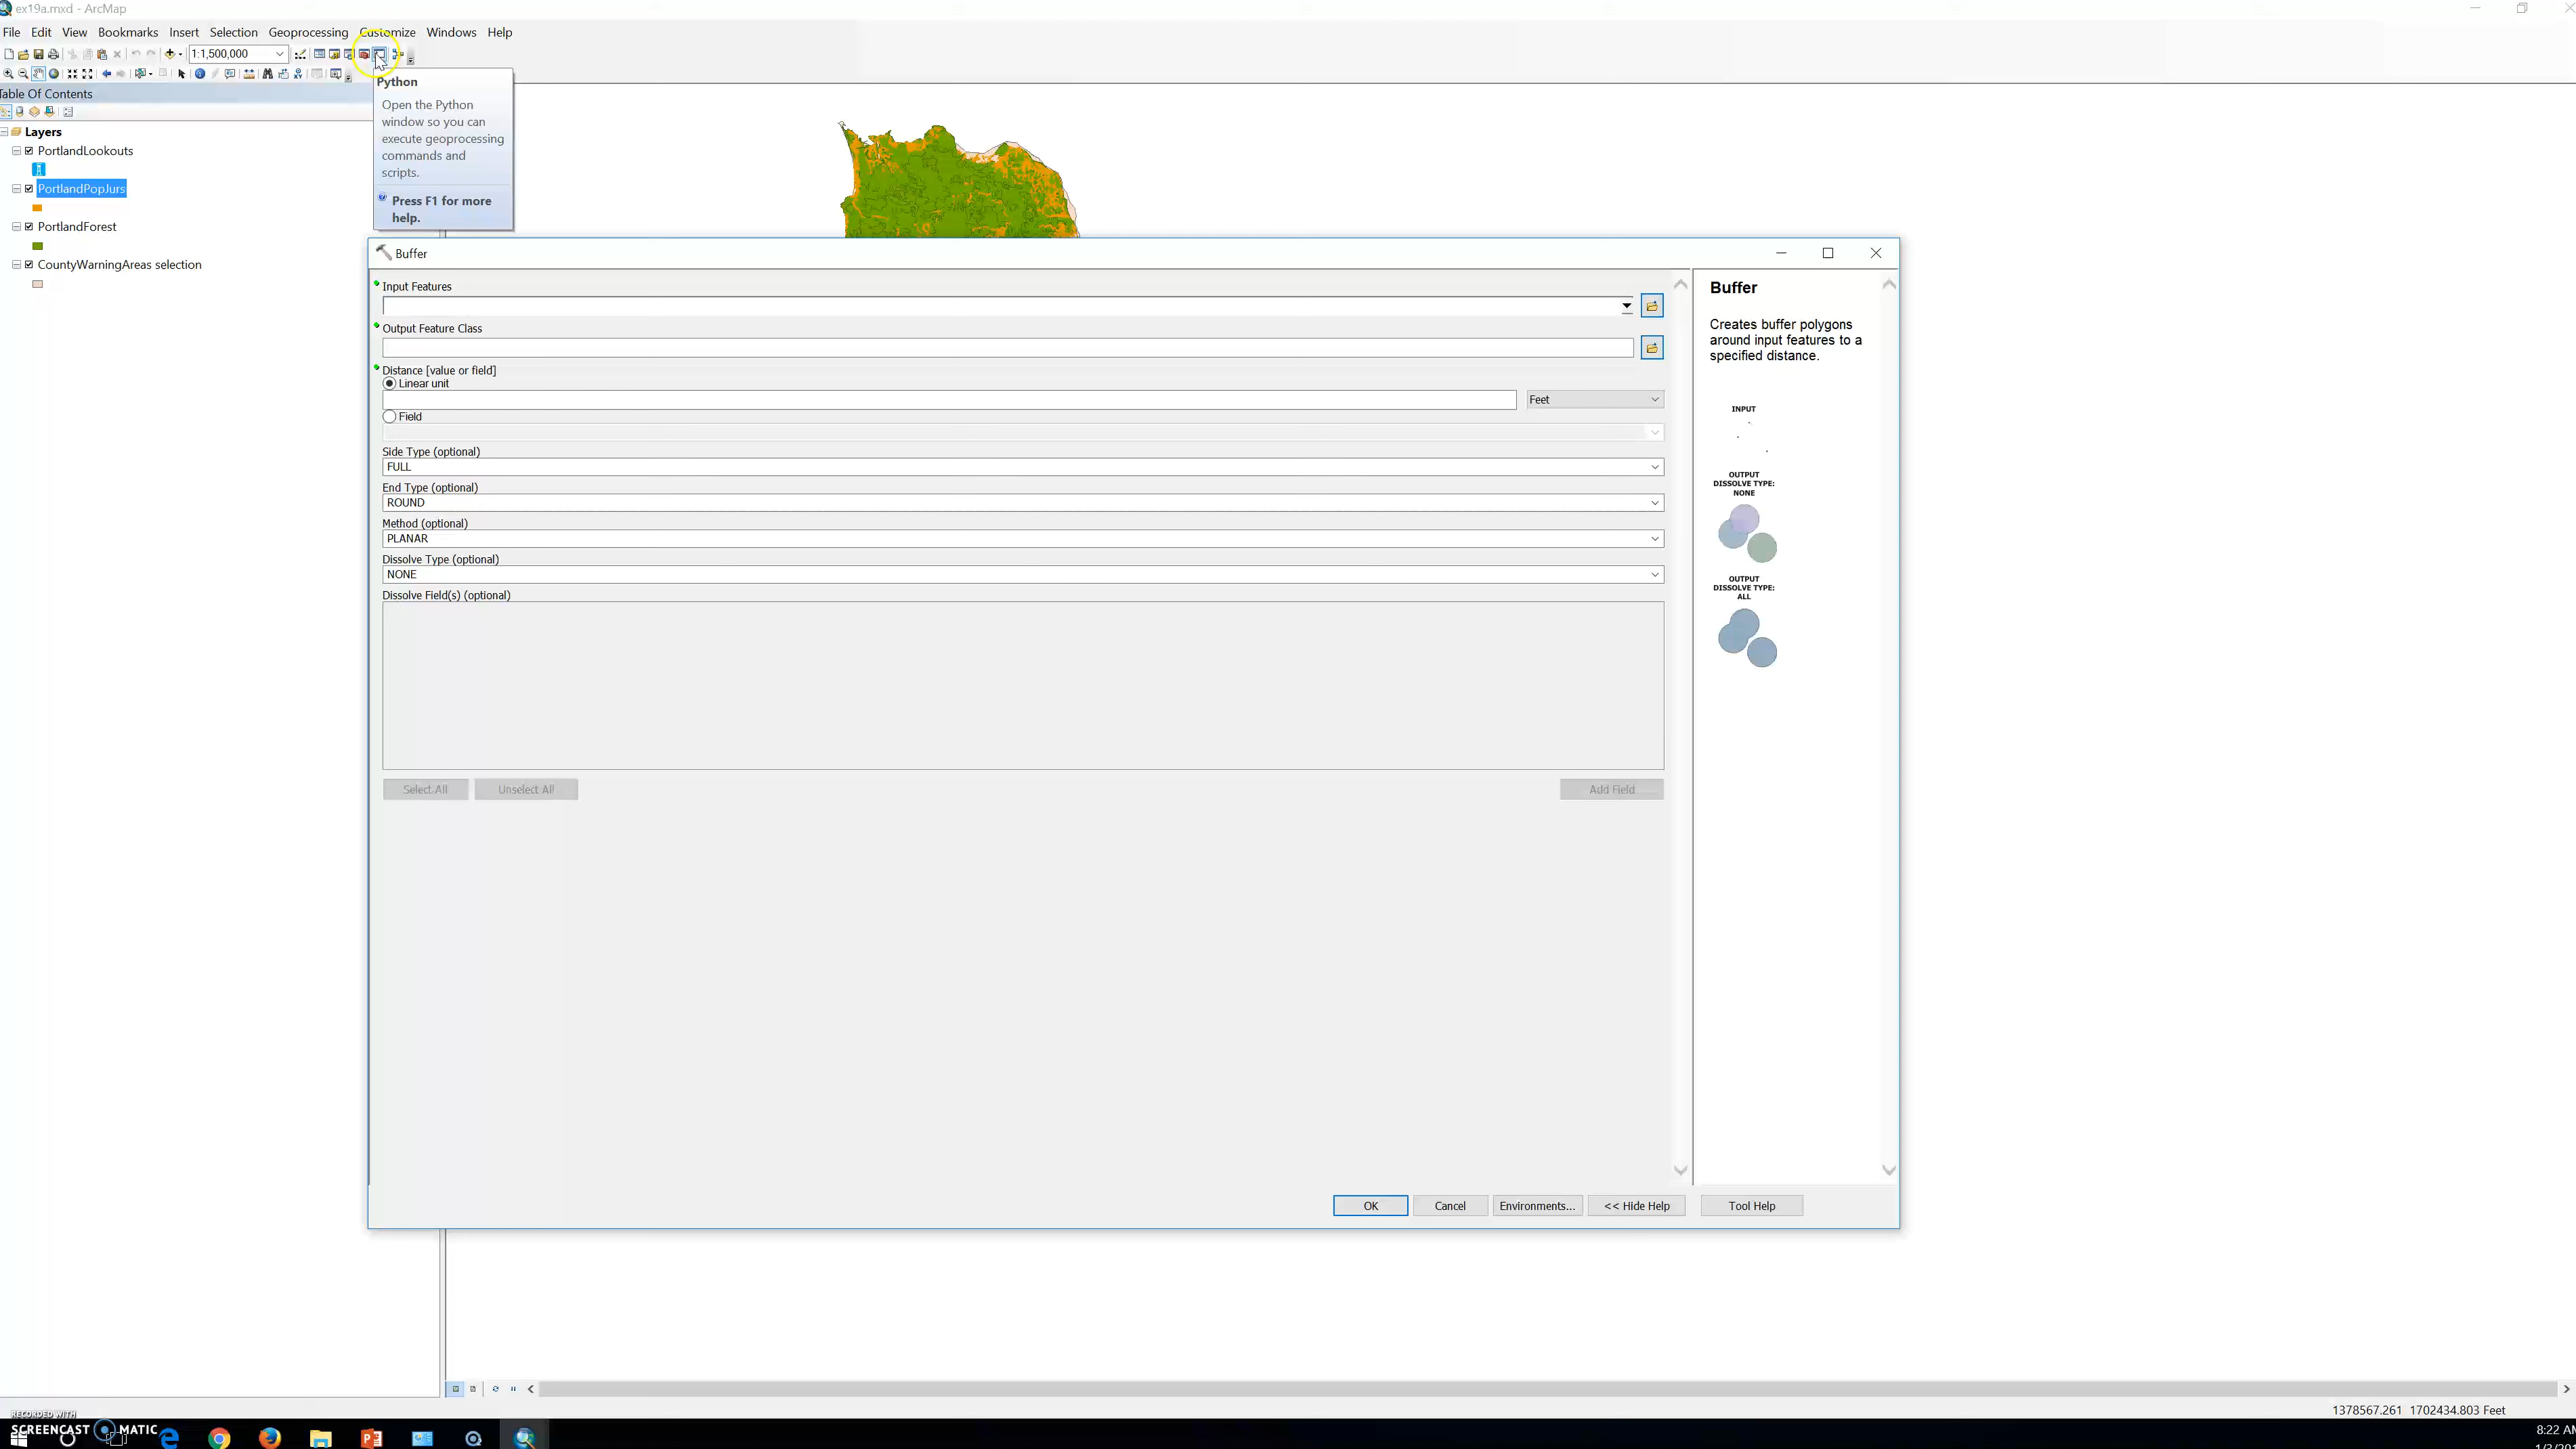 ex19a.mxd - ArcMap
File Edit View Bookmarks Insert Selection Geoprocessing Customize Windows Help
1:1,500,000
Table Of Contents
Layers
PortlandLookouts
PortlandPopJurs
PortlandForest
CountyWarningAreas selection
Python
Open the Python
window so you can
execute geoprocessing
commands and
scripts.
Press F1 for more
help.
Buffer
Input Features
Output Feature Class
Distance [value or field]
Linear unit
Feet
Field
Side Type (optional)
FULL
End Type (optional)
ROUND
Method (optional)
PLANAR
Dissolve Type (optional)
NONE
Dissolve Field(s) (optional)
Select All Unselect All Add Field
OK Cancel Environments... << Hide Help Tool Help
Buffer
Creates buffer polygons
around input features to a
specified distance.
INPUT
OUTPUT
DISSOLVE TYPE:
NONE
OUTPUT
DISSOLVE TYPE:
ALL
1378567.261 1702434.803 Feet
RECORDED WITH
SCREENCAST MATIC
8:22 AM